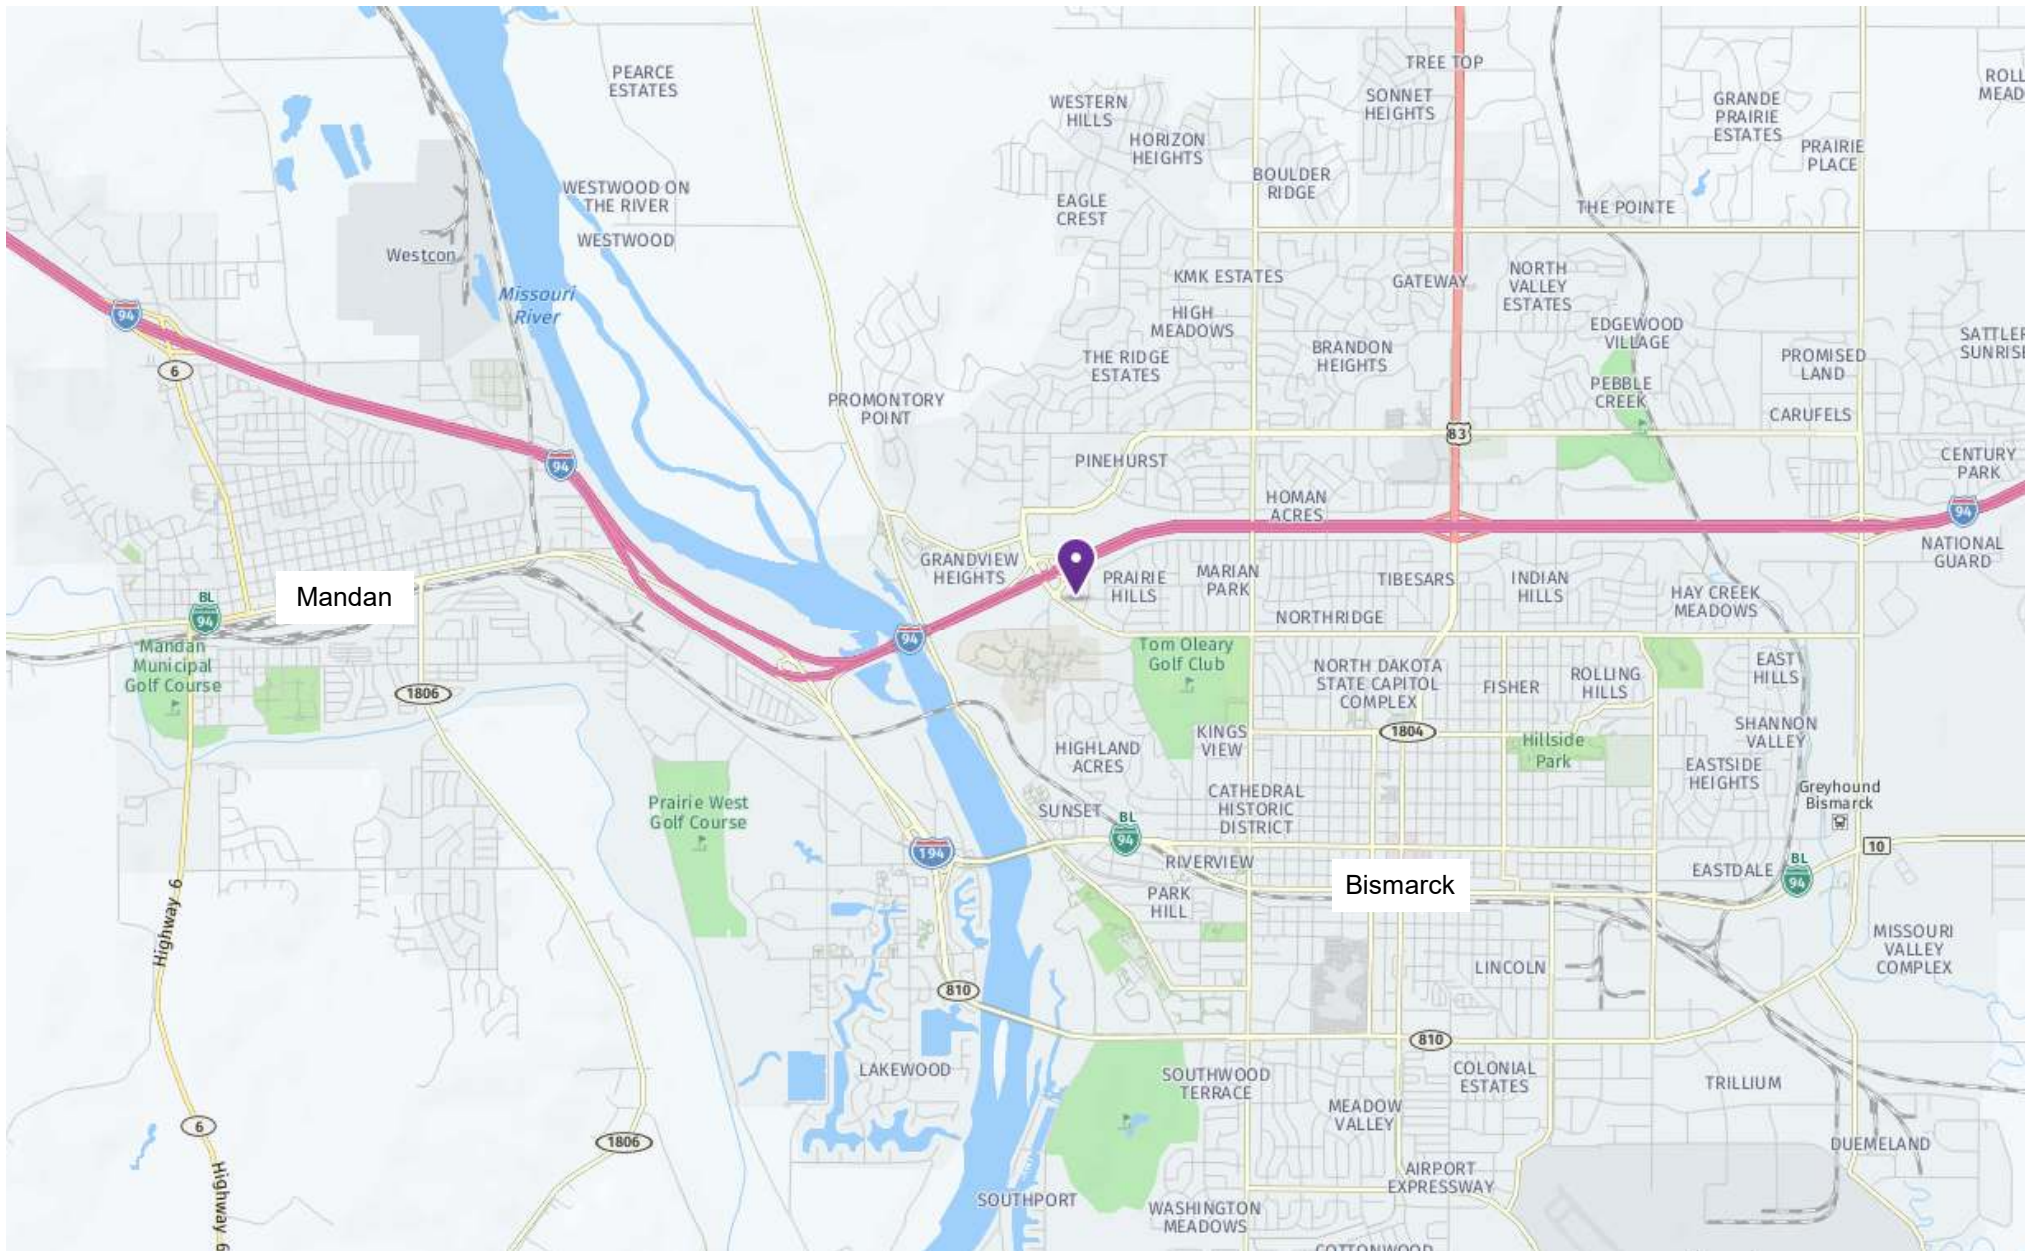 PEARCE
ESTATES
TREE TOP
SONNET
HEIGHTS
WESTERN
HILLS
HORIZON
HEIGHTS
GRANDE
PRAIRIE
ESTATES
ROLL
MEAD
PRAIRIE
PLACE
BOULDER
RIDGE
WESTWOOD ON
THE RIVER
EAGLE
CREST
THE POINTE
WESTWOOD
Westcon
Missouri
River
KMK ESTATES
GATEWAY
NORTH
VALLEY
ESTATES
94
HIGH
MEADOWS
EDGEWOOD
VILLAGE
SATTLER
SUNRISE
BRANDON
HEIGHTS
THE RIDGE
ESTATES
PROMISED
LAND
6
PEBBLE
CREEK
PROMONTORY
POINT
CARUFELS
83
94
PINEHURST
CENTURY
PARK
HOMAN
ACRES
94
NATIONAL
GUARD
GRANDVIEW
HEIGHTS
PRAIRIE
HILLS
MARIAN
PARK
TIBESARS
INDIAN
HILLS
HAY CREEK
MEADOWS
Mandan
BL
94
NORTHRIDGE
94
Mandan
Municipal
Golf Course
Tom Oleary
Golf Club
NORTH DAKOTA
STATE CAPITOL
COMPLEX
FISHER
ROLLING
HILLS
EAST
HILLS
1806
KINGS
VIEW
1804
SHANNON
VALLEY
Hillside
Park
HIGHLAND
ACRES
EASTSIDE
HEIGHTS
Greyhound
Bismarck
Prairie West
Golf Course
SUNSET
CATHEDRAL
HISTORIC
DISTRICT
BL
94
194
10
RIVERVIEW
EASTDALE
BL
94
Bismarck
PARK
HILL
Highway 6
MISSOURI
VALLEY
COMPLEX
LINCOLN
810
810
LAKEWOOD
SOUTHWOOD
TERRACE
COLONIAL
ESTATES
TRILLIUM
MEADOW
VALLEY
6
1806
DUEMELAND
Highway 6
AIRPORT
EXPRESSWAY
SOUTHPORT
WASHINGTON
MEADOWS
COTTONWOOD